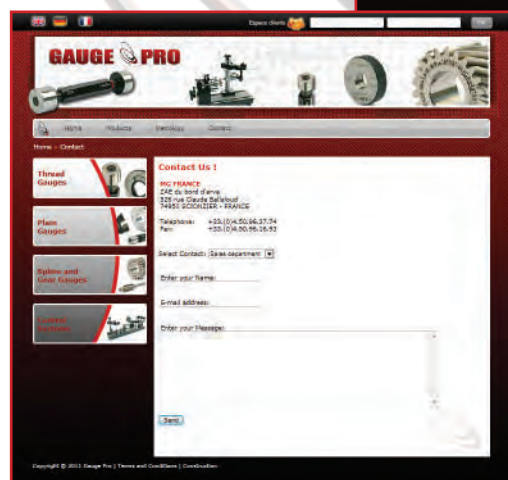 Espace clients
OK
GAUGE PRO
Home Products Metrology Contact
Home - Contact
Thread
Gauges
Plain
Gauges
Spline and
Gear Gauges
Contact Us !
MG FRANCE
ZAE du bord d'arve
528 rue Claude Ballaloud
74950 SCIONZIER - FRANCE
Telephone: +33.(0)4.50.96.37.74
Fax: +33.(0)4.50.96.16.93
Select Contact: Sales department
Enter your Name:
E-mail address:
Enter your Message:
Send
Copyright © 2011 Gauge Pro | Terms and Conditions | Construction